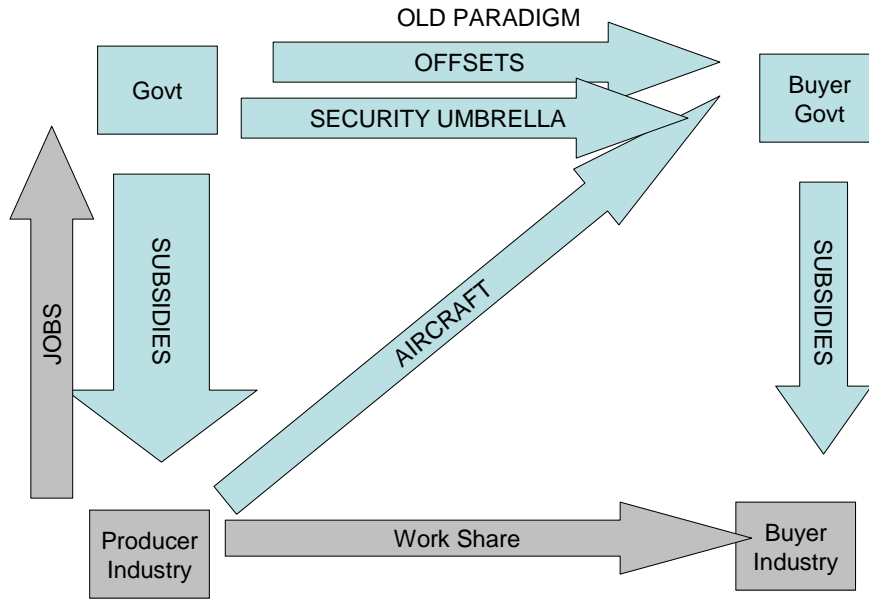 OLD PARADIGM
Govt
OFFSETS
SECURITY UMBRELLA
Buyer
Govt
JOBS
SUBSIDIES
AIRCRAFT
SUBSIDIES
Producer
Industry
Work Share
Buyer
Industry